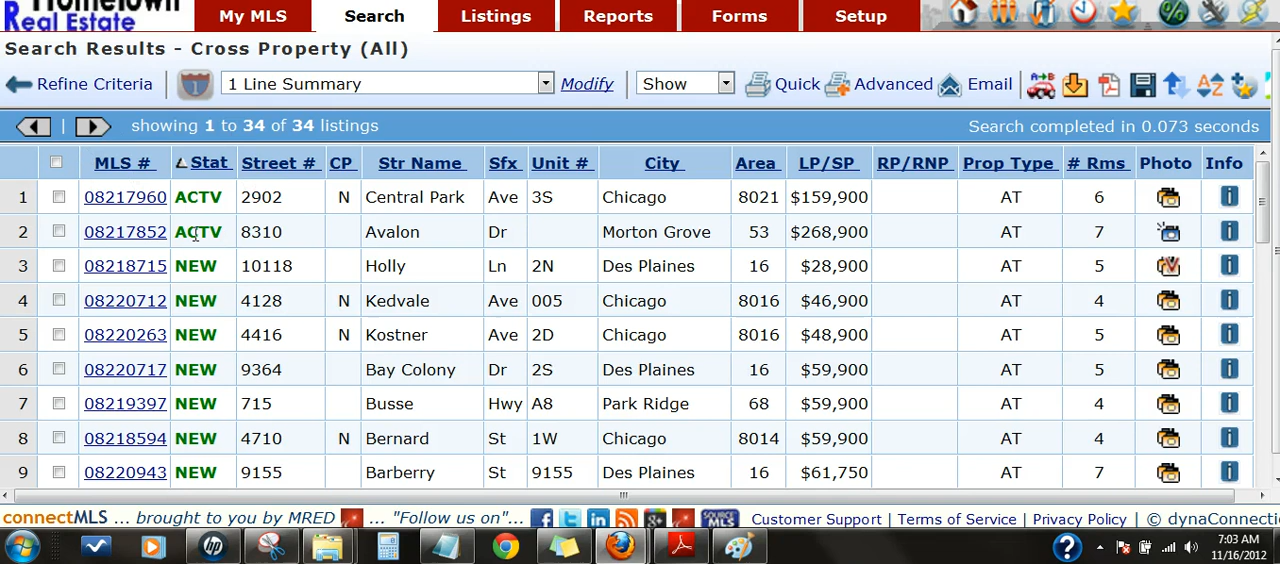 Hometown
Real Estate
My MLS Search Listings Reports Forms Setup
Search Results - Cross Property (All)
Refine Criteria 1 Line Summary Modify Show Quick Advanced Email
showing 1 to 34 of 34 listings Search completed in 0.073 seconds
MLS # Stat Street # CP Str Name Sfx Unit # City Area LP/SP RP/RNP Prop Type # Rms Photo Info
1 08217960 ACTV 2902 N Central Park Ave 3S Chicago 8021 $159,900 AT 6
2 08217852 ACTV 8310 Avalon Dr Morton Grove 53 $268,900 AT 7
3 08218715 NEW 10118 Holly Ln 2N Des Plaines 16 $28,900 AT 5
4 08220712 NEW 4128 N Kedvale Ave 005 Chicago 8016 $46,900 AT 4
5 08220263 NEW 4416 N Kostner Ave 2D Chicago 8016 $48,900 AT 5
6 08220717 NEW 9364 Bay Colony Dr 2S Des Plaines 16 $59,900 AT 5
7 08219397 NEW 715 Busse Hwy A8 Park Ridge 68 $59,900 AT 4
8 08218594 NEW 4710 N Bernard St 1W Chicago 8014 $59,900 AT 4
9 08220943 NEW 9155 Barberry St 9155 Des Plaines 16 $61,750 AT 7
connectMLS ... brought to you by MRED ... "Follow us on"... SOURCE MLS Customer Support | Terms of Service | Privacy Policy | © dynaConnecti
7:03 AM
11/16/2012